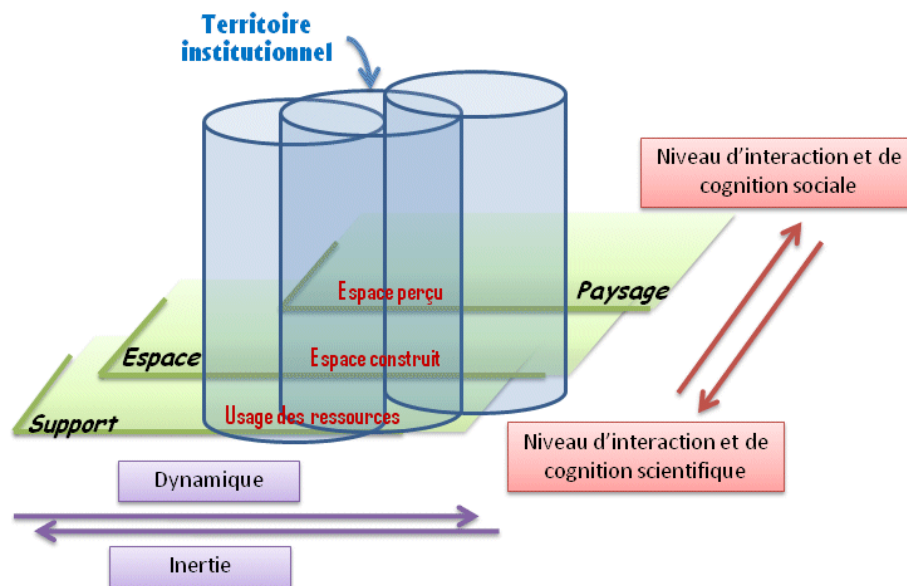 Territoire
institutionnel
Niveau d'interaction et de
cognition sociale
Espace perçu
Paysage
Espace
Espace construit
Support
Usage des ressources
Niveau d'interaction et de
cognition scientifique
Dynamique
Inertie